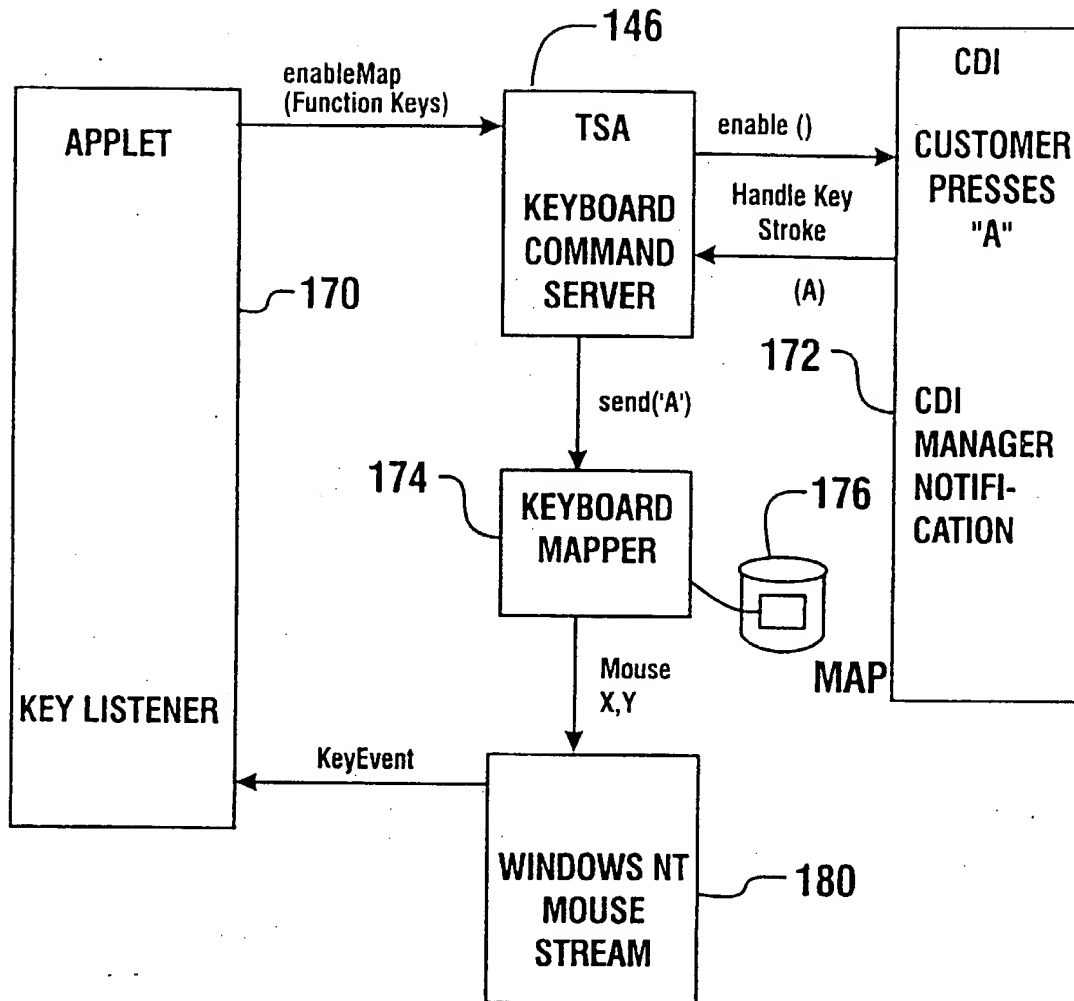 146
enableMap
(Function Keys)
APPLET
TSA
KEYBOARD
COMMAND
SERVER
enable ()
Handle Key
Stroke
(A)
CDI
CUSTOMER
PRESSES
"A"
170
172
CDI
MANAGER
NOTIFI-
CATION
send('A')
174
KEYBOARD
MAPPER
176
MAP
Mouse
X,Y
KEY LISTENER
KeyEvent
WINDOWS NT
MOUSE
STREAM
180